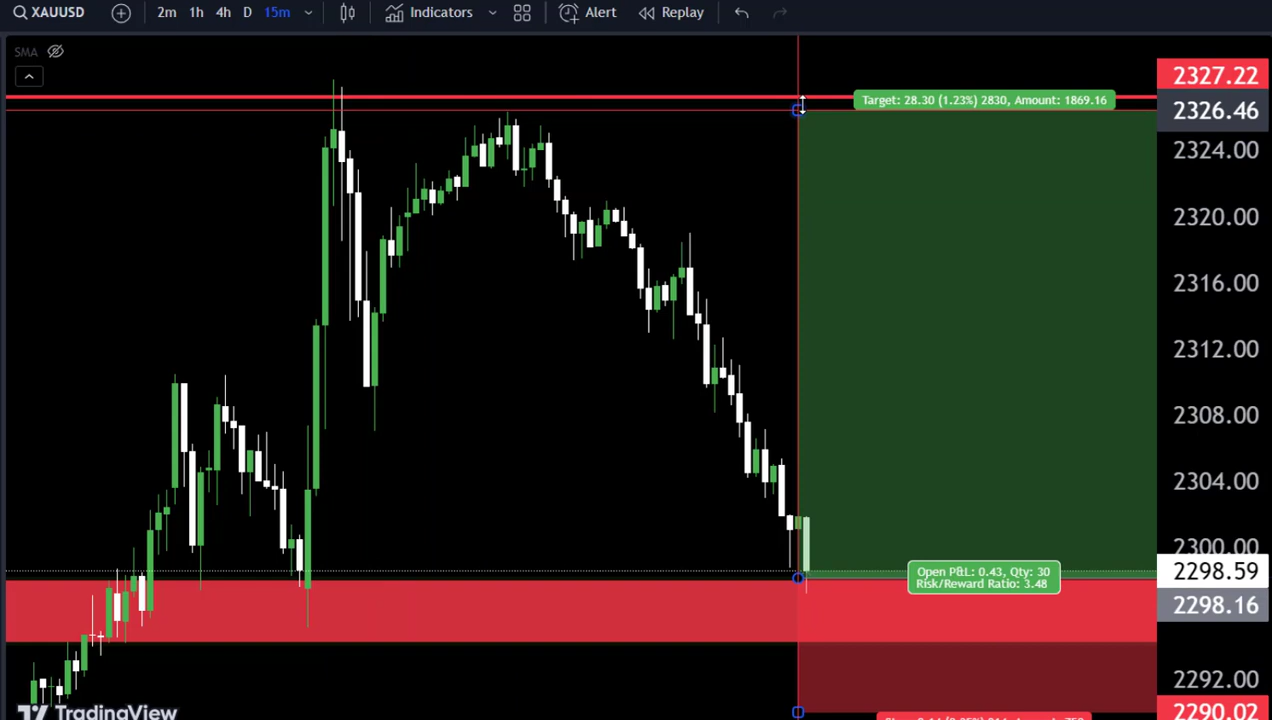 XAUUSD 2m 1h 4h D 15m Indicators Alert Replay
SMA
2327.22
Target: 28.30 (1.23%) 2830, Amount: 1869.16
2326.46
2324.00
2320.00
2316.00
2312.00
2308.00
2304.00
2300.00
Open P&L: 0.43, Qty: 30
Risk/Reward Ratio: 3.48
2298.59
2298.16
2292.00
TradingView
2290.02